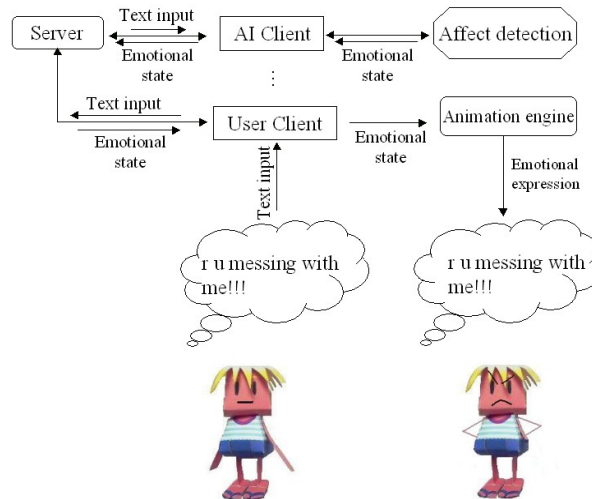 Text input
Server
AI Client
Affect detection
Emotional
state
Emotional
state
Text input
User Client
Animation engine
Emotional
state
Emotional
state
Text input
Emotional
expression
r u messing with
me!!!
r u messing with
me!!!